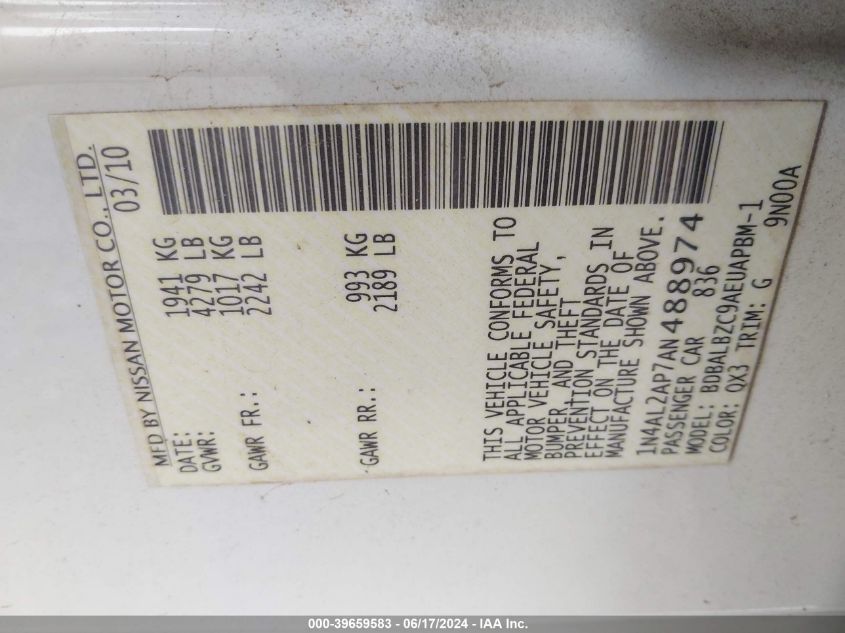 MFD BY NISSAN MOTOR CO., LTD.
DATE: 03/10
GVWR: 1941 KG
4279 LB
GAWR FR.: 1017 KG
2242 LB
GAWR RR.: 993 KG
2189 LB
THIS VEHICLE CONFORMS TO
ALL APPLICABLE FEDERAL
MOTOR VEHICLE SAFETY,
BUMPER, AND THEFT
PREVENTION STANDARDS IN
EFFECT ON THE DATE OF
MANUFACTURE SHOWN ABOVE.
1N4AL2AP7AN488974
PASSENGER CAR 836
MODEL: BDBALBZC9AEUAPBM-1
COLOR: QX3 TRIM: G 9N00A
000-39659583 - 06/17/2024 - IAA Inc.